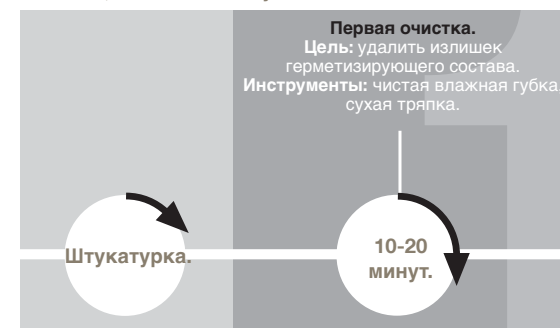 Первая очистка.
Цель: удалить излишек
герметизирующего состава.
Инструменты: чистая влажная губка,
сухая тряпка.
Штукатурка.
10-20
минут.